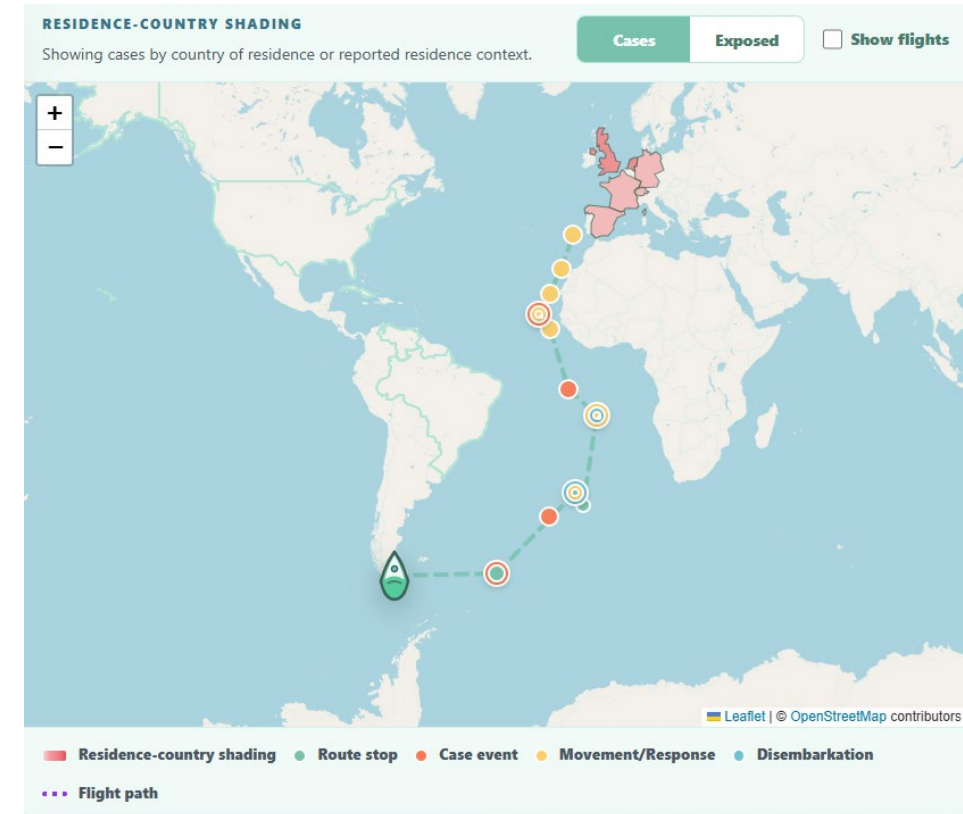 RESIDENCE-COUNTRY SHADING
Showing cases by country of residence or reported residence context.
Cases
Exposed
Show flights
+
−
Leaflet | © OpenStreetMap contributors
Residence-country shading
Route stop
Case event
Movement/Response
Disembarkation
Flight path